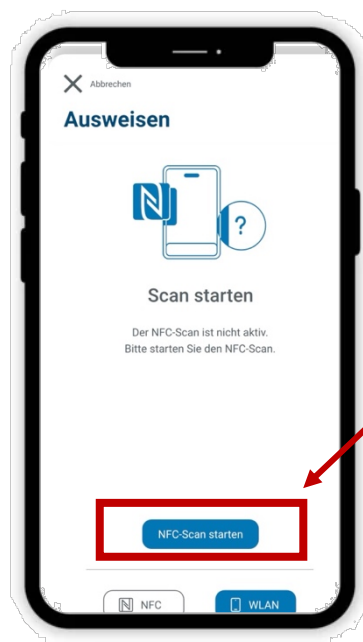 Abbrechen
Ausweisen
?
Scan starten
Der NFC-Scan ist nicht aktiv.
Bitte starten Sie den NFC-Scan.
NFC-Scan starten
NFC
WLAN